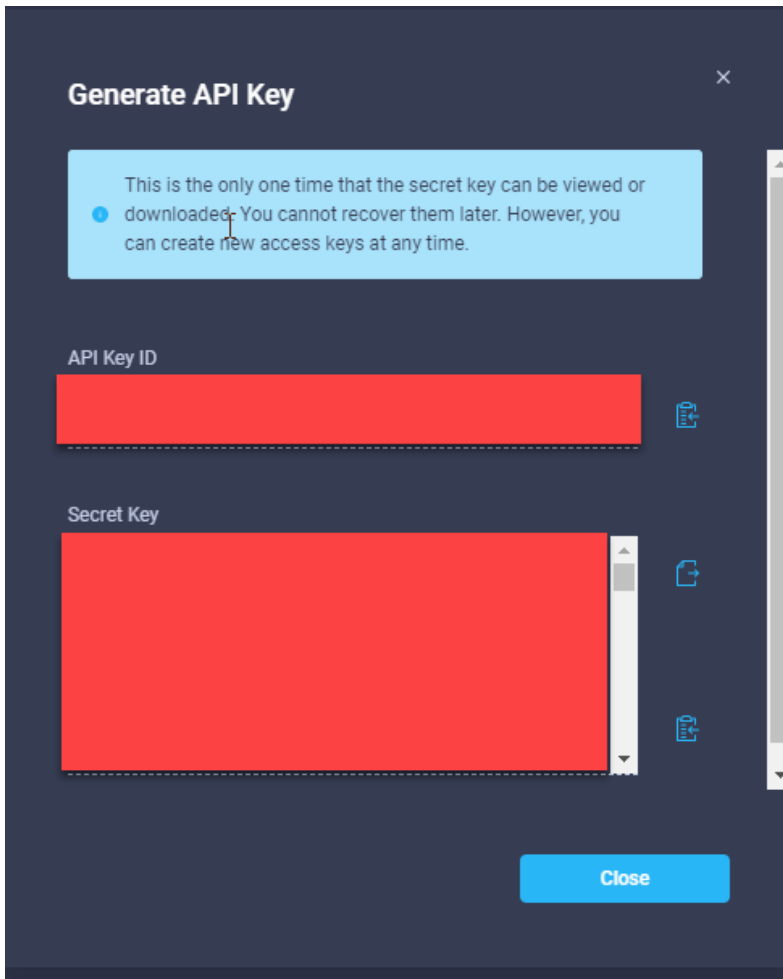 Generate API Key
This is the only one time that the secret key can be viewed or
downloaded. You cannot recover them later. However, you
can create new access keys at any time.
API Key ID
Secret Key
Close